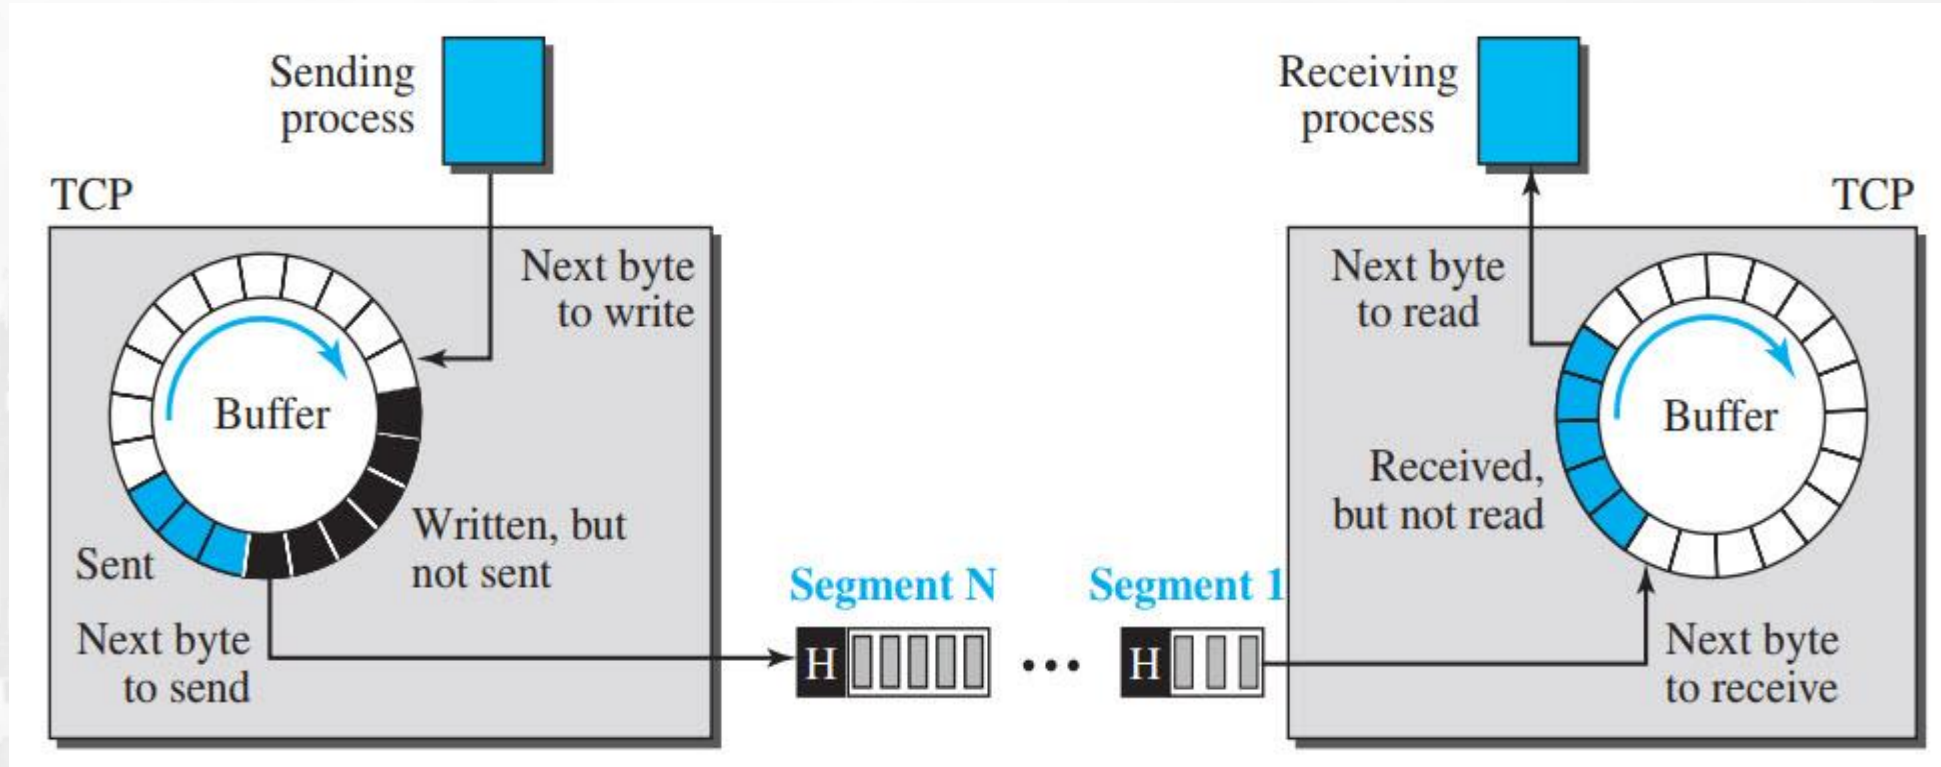 Sending
process
Receiving
process
TCP
TCP
Next byte
to write
Next byte
to read
Buffer
Buffer
Received,
but not read
Written, but
not sent
Sent
Segment N
Segment 1
Next byte
to send
H
...
H
Next byte
to receive